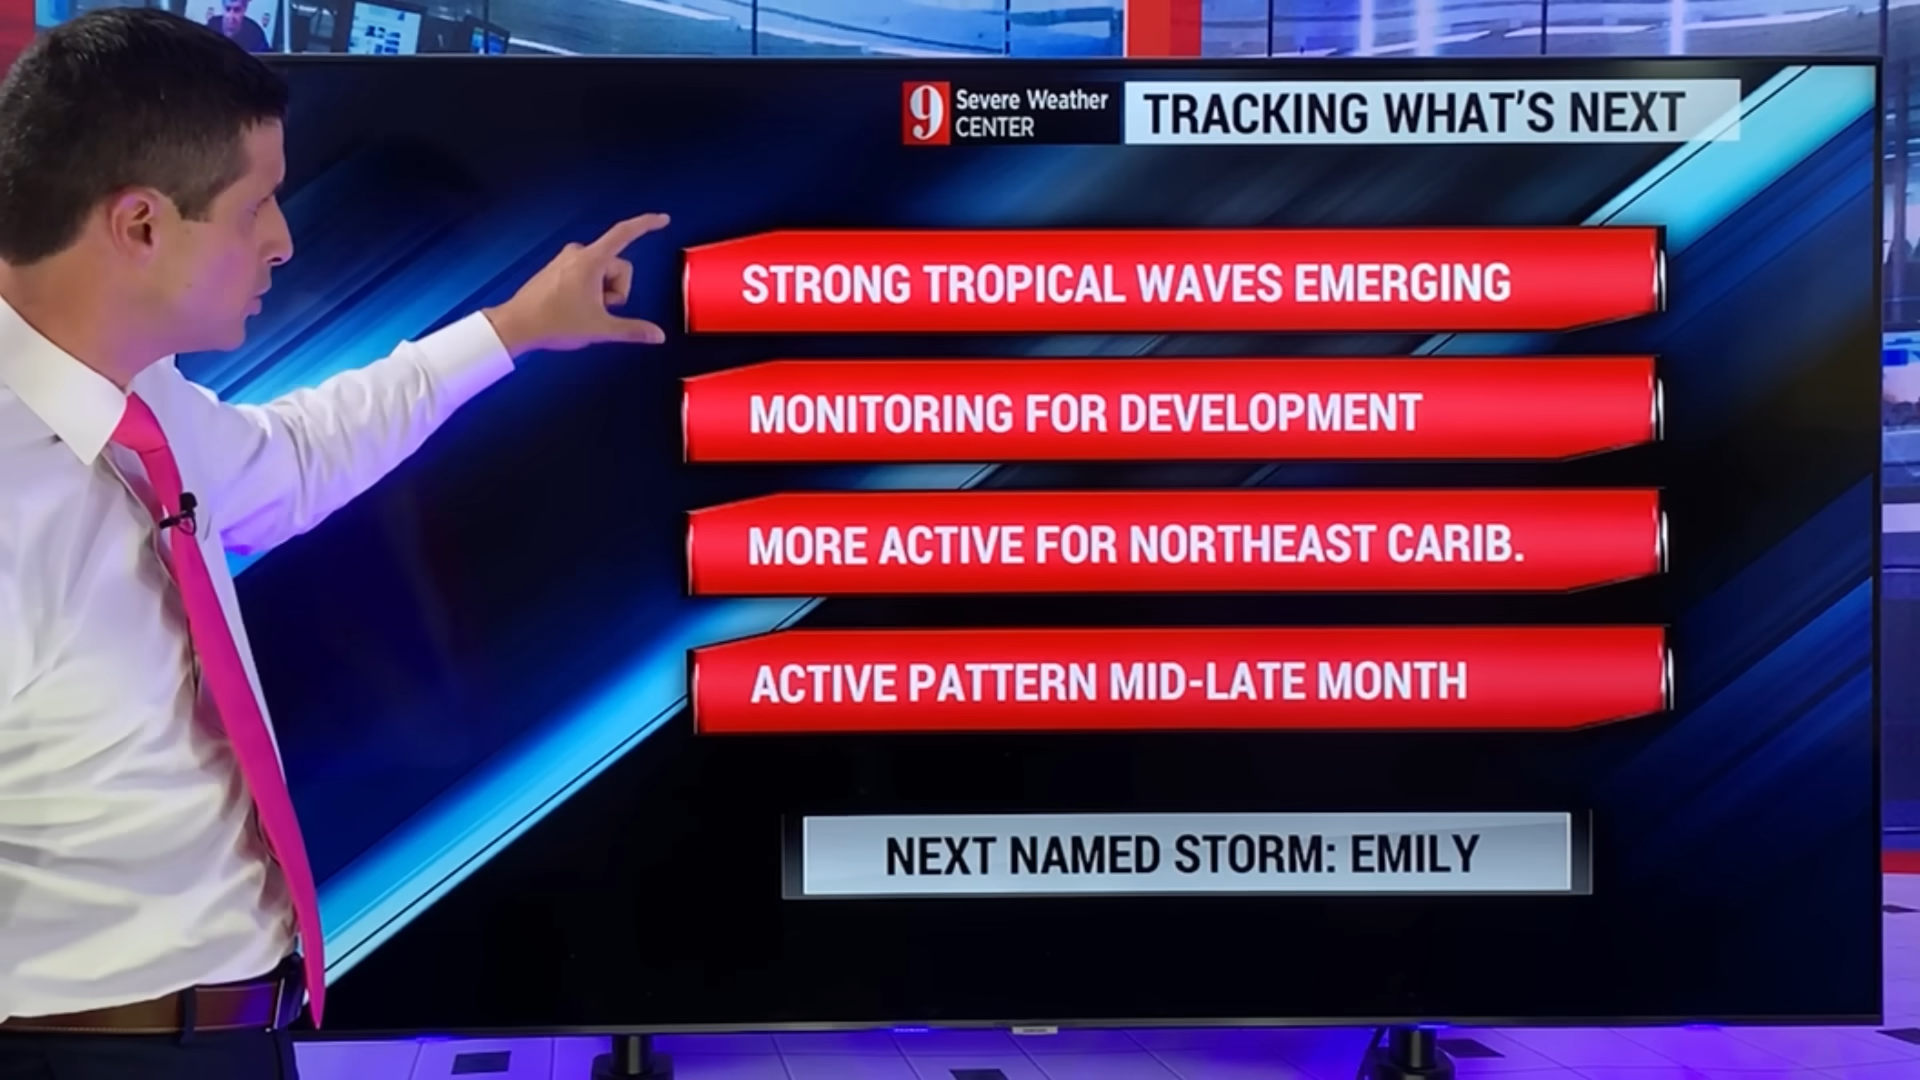 9 Severe Weather
CENTER
TRACKING WHAT'S NEXT
STRONG TROPICAL WAVES EMERGING
MONITORING FOR DEVELOPMENT
MORE ACTIVE FOR NORTHEAST CARIB.
ACTIVE PATTERN MID-LATE MONTH
NEXT NAMED STORM: EMILY